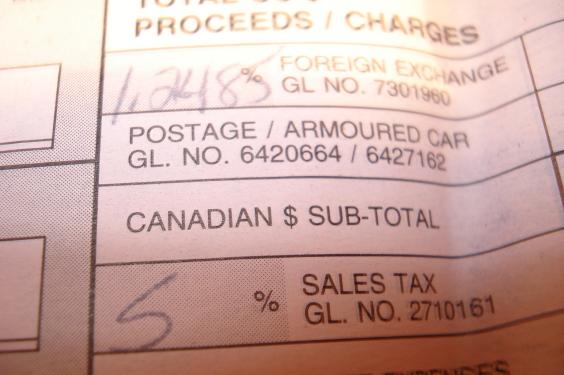 PROCEEDS / CHARGES
1.2485 % FOREIGN EXCHANGE
GL NO. 7301960
POSTAGE / ARMOURED CAR
GL. NO. 6420664 / 6427162
CANADIAN $ SUB-TOTAL
5 % SALES TAX
GL. NO. 2710161